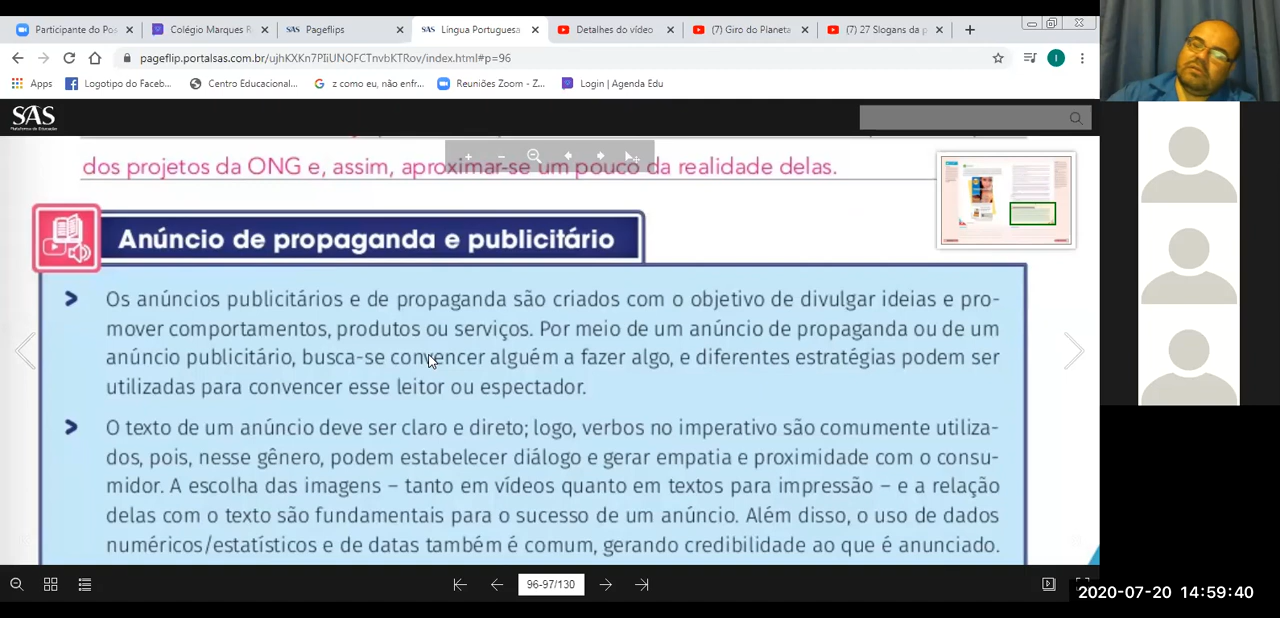 Participante do Pos
Colégio Marques R
Pageflips
Língua Portuguesa
Detalhes do vídeo
(7) Giro do Planeta
(7) 27 Slogans da p
pageflip.portalsas.com.br/ujhKXKn7PTiUNOFCTnvbKTRov/index.html#p=96
Apps
Logotipo do Faceb...
Centro Educacional...
z como eu, não enfr...
Reuniões Zoom - Z...
Login | Agenda Edu
SAS
Plataforma de Educação
dos projetos da ONG e, assim, aproximar-se um pouco da realidade delas.
Anúncio de propaganda e publicitário
Os anúncios publicitários e de propaganda são criados com o objetivo de divulgar ideias e pro-
mover comportamentos, produtos ou serviços. Por meio de um anúncio de propaganda ou de um
anúncio publicitário, busca-se convencer alguém a fazer algo, e diferentes estratégias podem ser
utilizadas para convencer esse leitor ou espectador.
O texto de um anúncio deve ser claro e direto; logo, verbos no imperativo são comumente utiliza-
dos, pois, nesse gênero, podem estabelecer diálogo e gerar empatia e proximidade com o consu-
midor. A escolha das imagens – tanto em vídeos quanto em textos para impressão – e a relação
delas com o texto são fundamentais para o sucesso de um anúncio. Além disso, o uso de dados
numéricos/estatísticos e de datas também é comum, gerando credibilidade ao que é anunciado.
96-97/130
2020-07-20 14:59:40